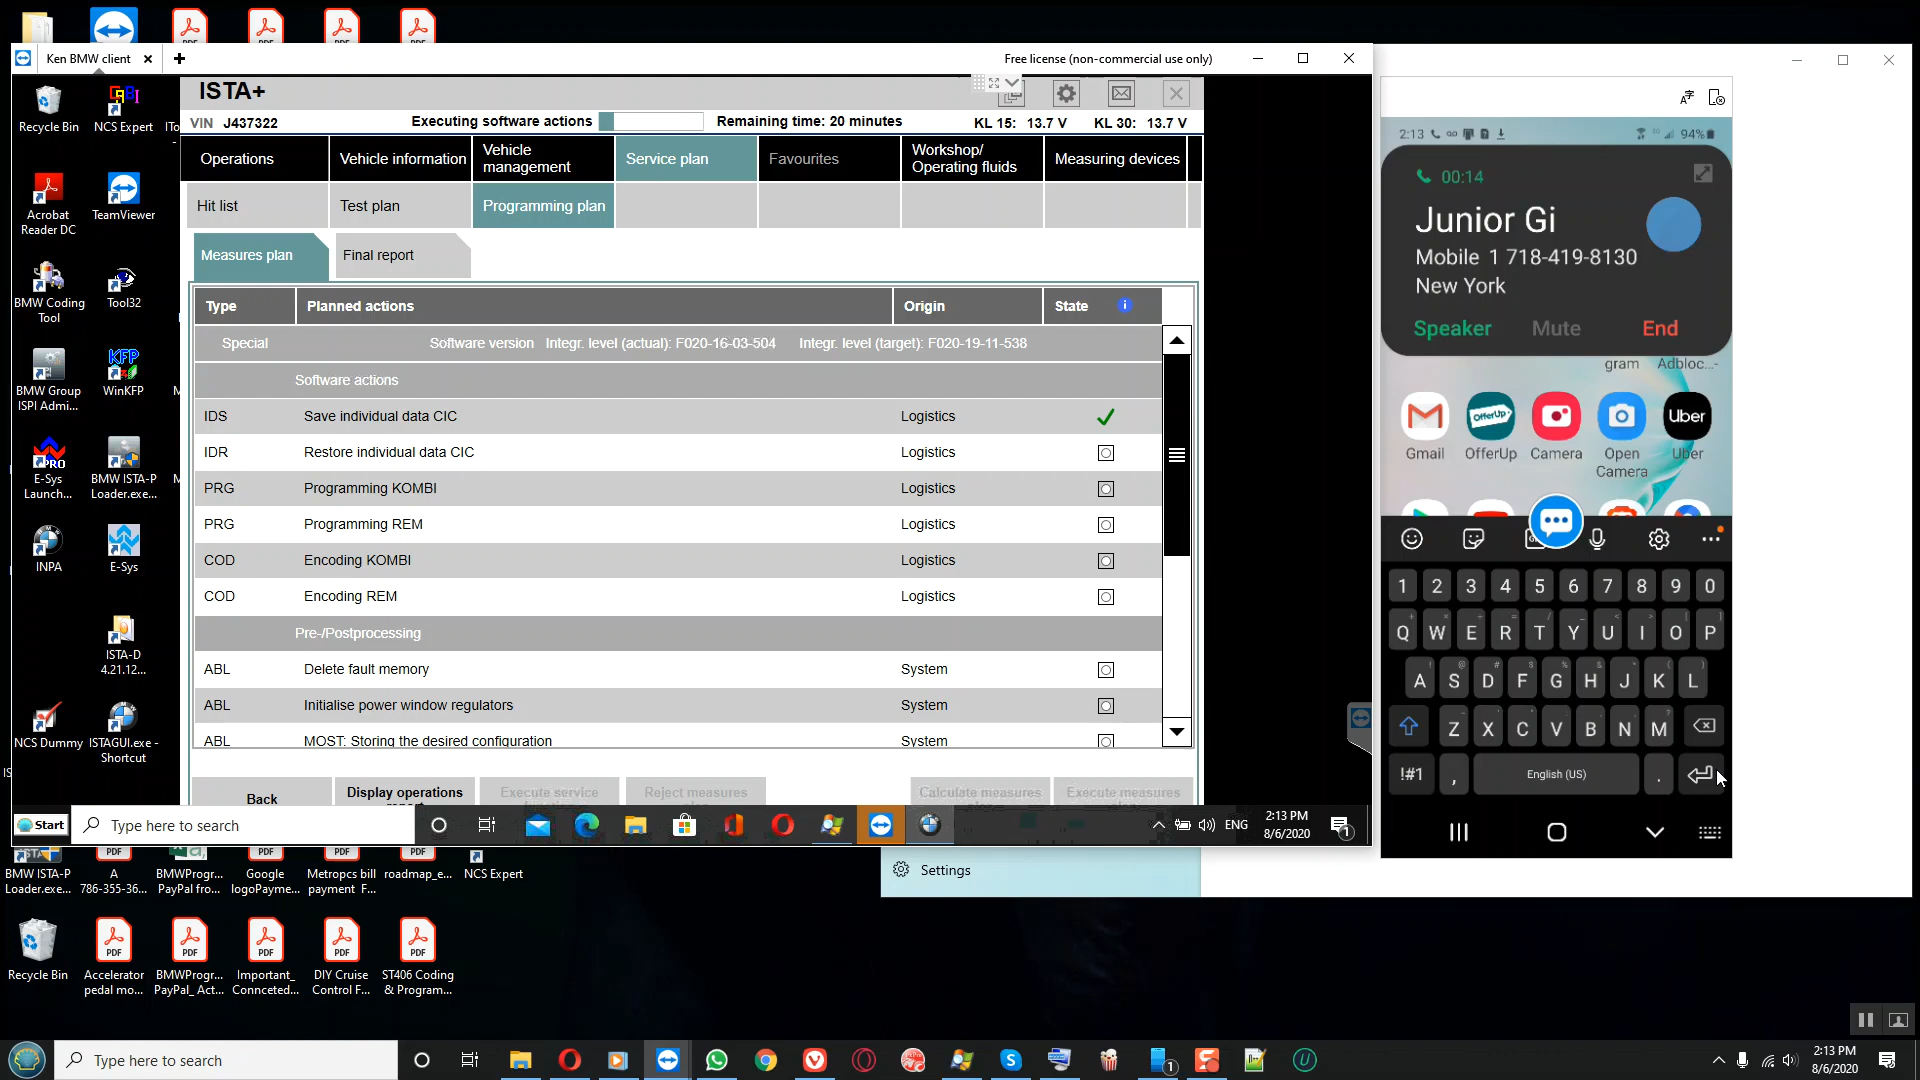 Ken BMW client
Free license (non-commercial use only)
Recycle Bin
NCS Expert
Acrobat
Reader DC
TeamViewer
BMW Coding
Tool
Tool32
BMW Group
ISPI Admi...
WinKFP
E-Sys
Launch...
BMW ISTA-P
Loader.exe...
INPA
E-Sys
ISTA-D
4.21.12...
NCS Dummy
ISTAGUI.exe -
Shortcut
ISTA+
VIN J437322
Executing software actions
Remaining time: 20 minutes
KL 15: 13.7 V
KL 30: 13.7 V
Operations
Vehicle information
Vehicle
management
Service plan
Favourites
Workshop/
Operating fluids
Measuring devices
Hit list
Test plan
Programming plan
Measures plan
Final report
Type
Planned actions
Origin
State
Special
Software version
Integr. level (actual): F020-16-03-504
Integr. level (target): F020-19-11-538
Software actions
IDS Save individual data CIC Logistics
IDR Restore individual data CIC Logistics
PRG Programming KOMBI Logistics
PRG Programming REM Logistics
COD Encoding KOMBI Logistics
COD Encoding REM Logistics
Pre-/Postprocessing
ABL Delete fault memory System
ABL Initialise power window regulators System
ABL MOST: Storing the desired configuration System
Back
Display operations
Execute service
Reject measures
Calculate measures
Execute measures
Start
Type here to search
ENG
2:13 PM
8/6/2020
1
2:13
94%
00:14
Junior Gi
Mobile 1 718-419-8130
New York
Speaker
Mute
End
gram
Adbloc...-
Gmail
OfferUp
OfferUp
Camera
Open
Camera
Uber
Uber
1 2 3 4 5 6 7 8 9 0
Q W E R T Y U I O P
A S D F G H J K L
Z X C V B N M
!#1 , English (US) .
Settings
BMW ISTA-P
Loader.exe...
A
786-355-36...
BMWProgr...
PayPal fro...
Google
logoPayme...
Metropcs bill
payment F...
roadmap_e...
NCS Expert
Recycle Bin
Accelerator
pedal mo...
BMWProgr...
PayPal_ Act...
Important_
Connceted...
DIY Cruise
Control F...
ST406 Coding
& Program...
PDF
PDF
PDF
PDF
PDF
Type here to search
1
2:13 PM
8/6/2020